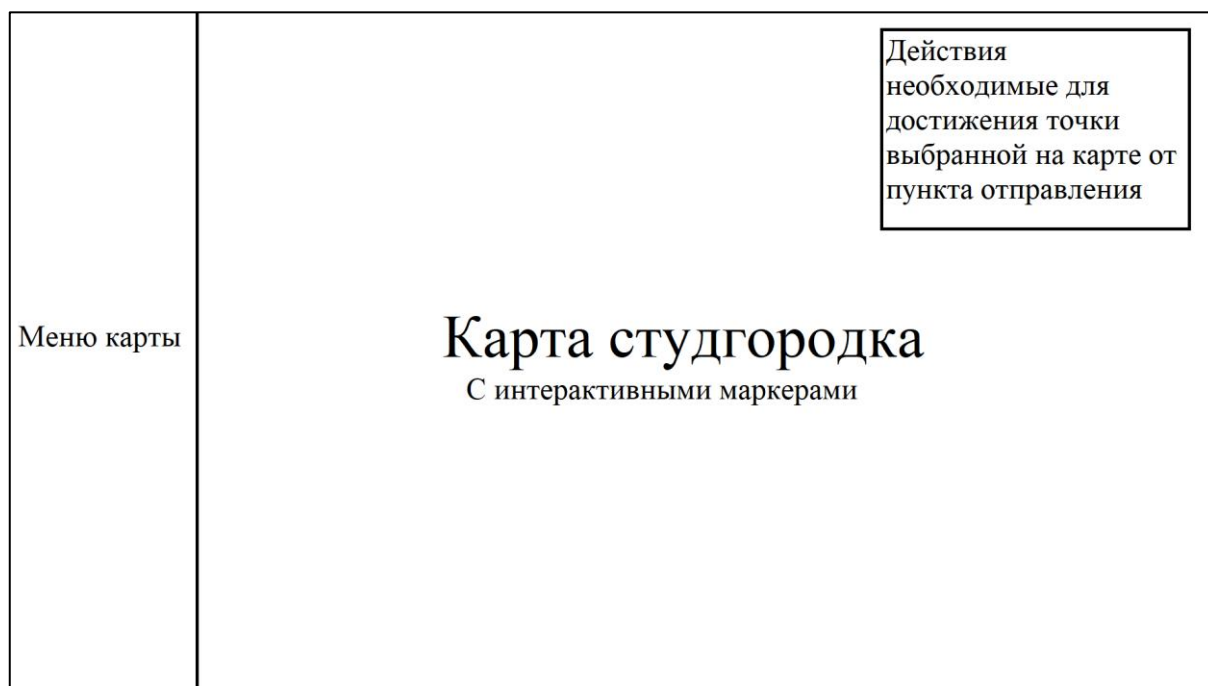 Меню карты
Карта студгородка
С интерактивными маркерами
Действия
необходимые для
достижения точки
выбранной на карте от
пункта отправления